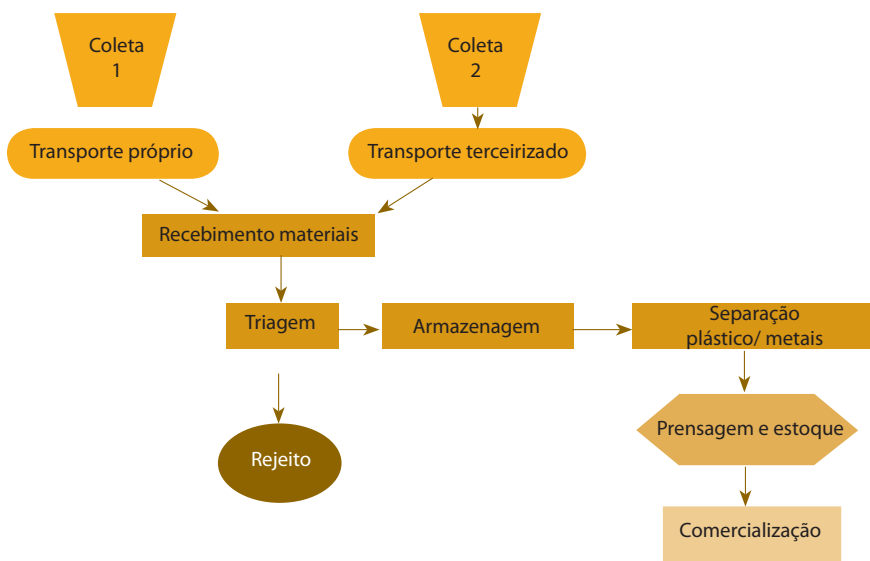 Coleta
1
Coleta
2
Transporte próprio
Transporte terceirizado
Recebimento materiais
Triagem
Armazenagem
Separação
plástico/ metais
Prensagem e estoque
Rejeito
Comercialização